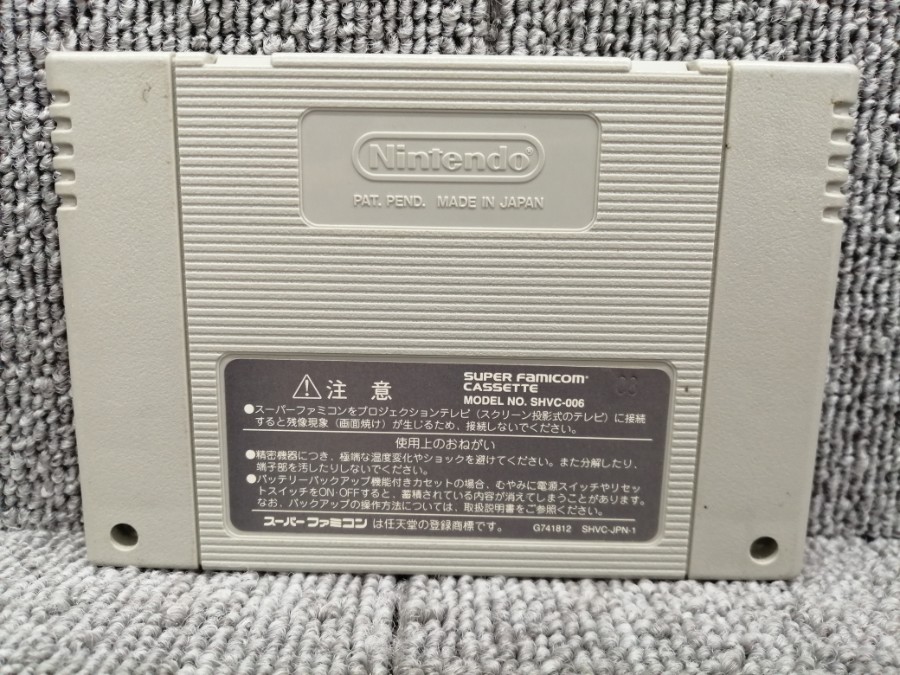 Nintendo
PAT. PEND. MADE IN JAPAN
注意
SUPER FAMICOM
CASSETTE
MODEL NO. SHVC-006
●スーパーファミコンをプロジェクションテレビ（スクリーン投影式のテレビ）に接続
すると残像現象（画面焼け）が生じるため、接続しないでください。
使用上のおねがい
●精密機器につき、極端な温度変化やショックを避けてください。また分解したり、
端子部を汚したりしないでください。
●バッテリーバックアップ機能付きカセットの場合、むやみに電源スイッチやリセッ
トスイッチをON・OFFすると、蓄積されている内容が消えてしまうことがあります。
なお、バックアップの操作方法については、取扱説明書をご参照ください。
スーパーファミコン は任天堂の登録商標です。 G741812 SHVC-JPN-1